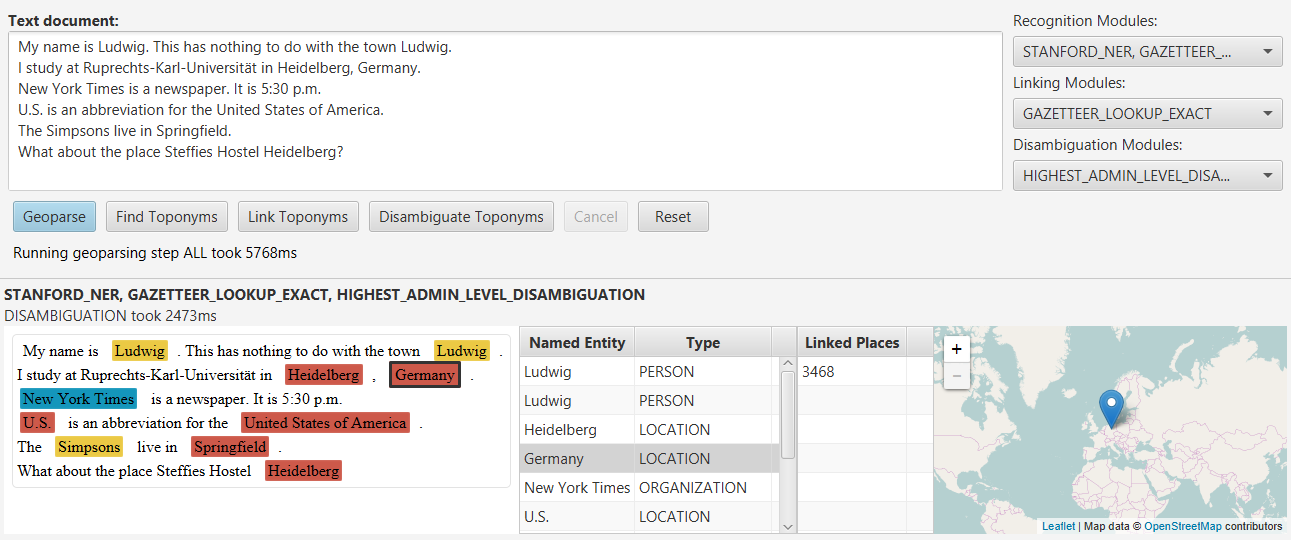 Text document:
My name is Ludwig. This has nothing to do with the town Ludwig.
I study at Ruprechts-Karl-Universität in Heidelberg, Germany.
New York Times is a newspaper. It is 5:30 p.m.
U.S. is an abbreviation for the United States of America.
The Simpsons live in Springfield.
What about the place Steffies Hostel Heidelberg?
Recognition Modules:
STANFORD_NER, GAZETTEER_...
Linking Modules:
GAZETTEER_LOOKUP_EXACT
Disambiguation Modules:
HIGHEST_ADMIN_LEVEL_DISA...
Geoparse Find Toponyms Link Toponyms Disambiguate Toponyms Cancel Reset
Running geoparsing step ALL took 5768ms
STANFORD_NER, GAZETTEER_LOOKUP_EXACT, HIGHEST_ADMIN_LEVEL_DISAMBIGUATION
DISAMBIGUATION took 2473ms
My name is Ludwig . This has nothing to do with the town Ludwig .
I study at Ruprechts-Karl-Universität in Heidelberg , Germany .
New York Times is a newspaper. It is 5:30 p.m.
U.S. is an abbreviation for the United States of America .
The Simpsons live in Springfield .
What about the place Steffies Hostel Heidelberg
Named Entity Type Linked Places
Ludwig PERSON 3468
Ludwig PERSON
Heidelberg LOCATION
Germany LOCATION
New York Times ORGANIZATION
U.S. LOCATION
+
−
Leaflet | Map data © OpenStreetMap contributors